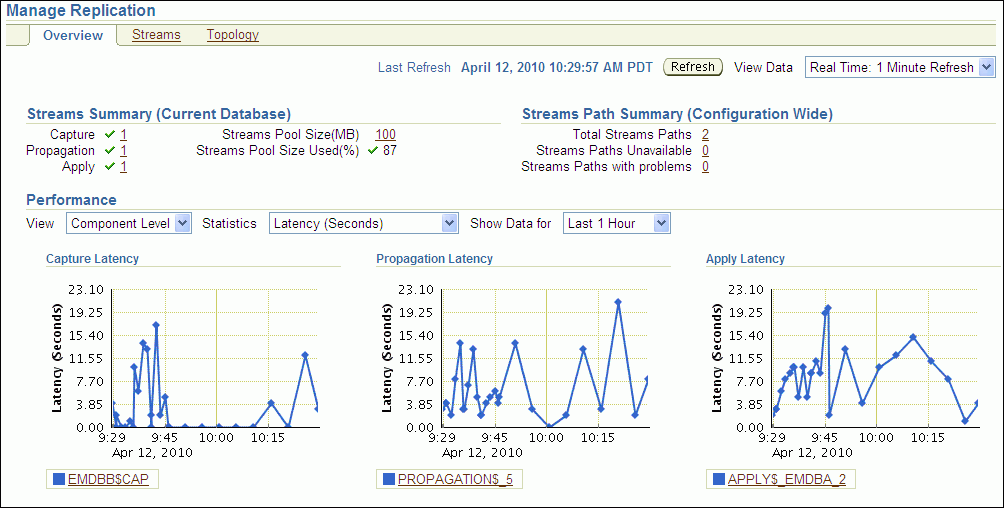 Manage Replication
Overview Streams Topology
Last Refresh April 12, 2010 10:29:57 AM PDT Refresh View Data Real Time: 1 Minute Refresh
Streams Summary (Current Database)
Capture 1 Streams Pool Size(MB) 100
Propagation 1 Streams Pool Size Used(%) 87
Apply 1
Streams Path Summary (Configuration Wide)
Total Streams Paths 2
Streams Paths Unavailable 0
Streams Paths with problems 0
Performance
View Component Level Statistics Latency (Seconds) Show Data for Last 1 Hour
Capture Latency
Latency (Seconds)
23.10
19.25
15.40
11.55
7.70
3.85
0.00
9:29 9:45 10:00 10:15
Apr 12, 2010
EMDBB$CAP
Propagation Latency
Latency (Seconds)
23.10
19.25
15.40
11.55
7.70
3.85
0.00
9:29 9:45 10:00 10:15
Apr 12, 2010
PROPAGATION$_5
Apply Latency
Latency (Seconds)
23.10
19.25
15.40
11.55
7.70
3.85
0.00
9:29 9:45 10:00 10:15
Apr 12, 2010
APPLY$_EMDBA_2